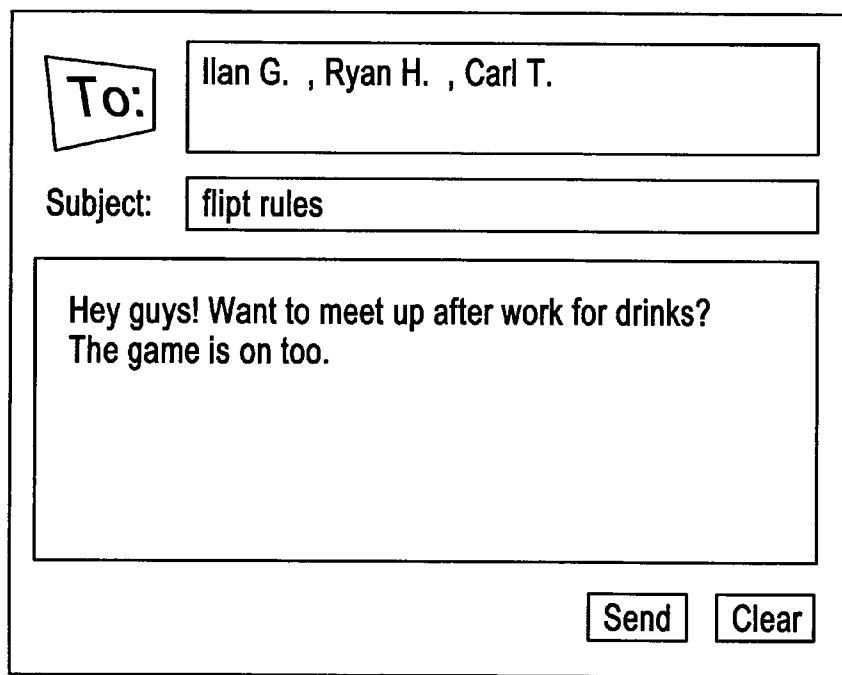 To: Ilan G. , Ryan H. , Carl T.
Subject: flipt rules
Hey guys! Want to meet up after work for drinks?
The game is on too.
Send Clear